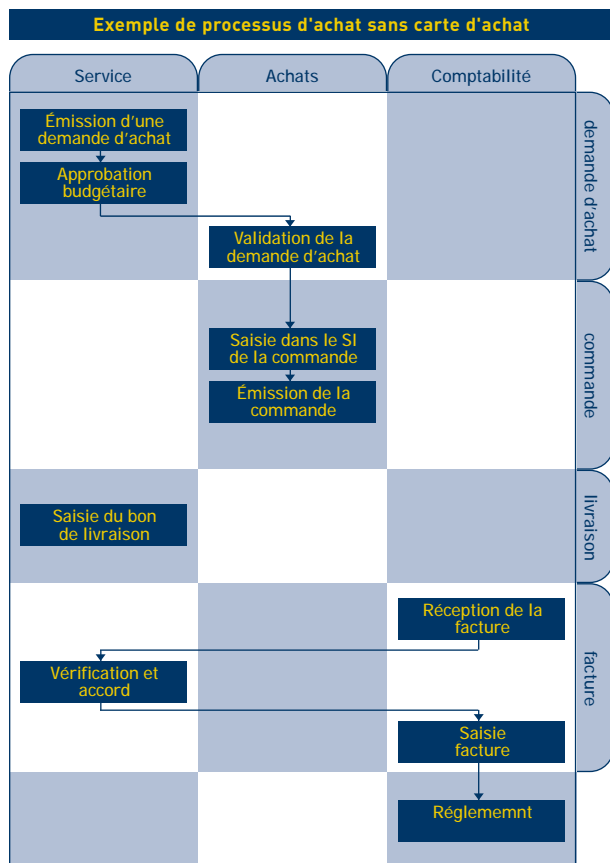 Exemple de processus d'achat sans carte d'achat
Service
Achats
Comptabilité
Émission d'une
demande d'achat
Approbation
budgétaire
Validation de la
demande d'achat
demande d'achat
Saisie dans le SI
de la commande
Émission de la
commande
commande
Saisie du bon
de livraison
livraison
Réception de la
facture
Vérification et
accord
Saisie
facture
facture
Réglememnt